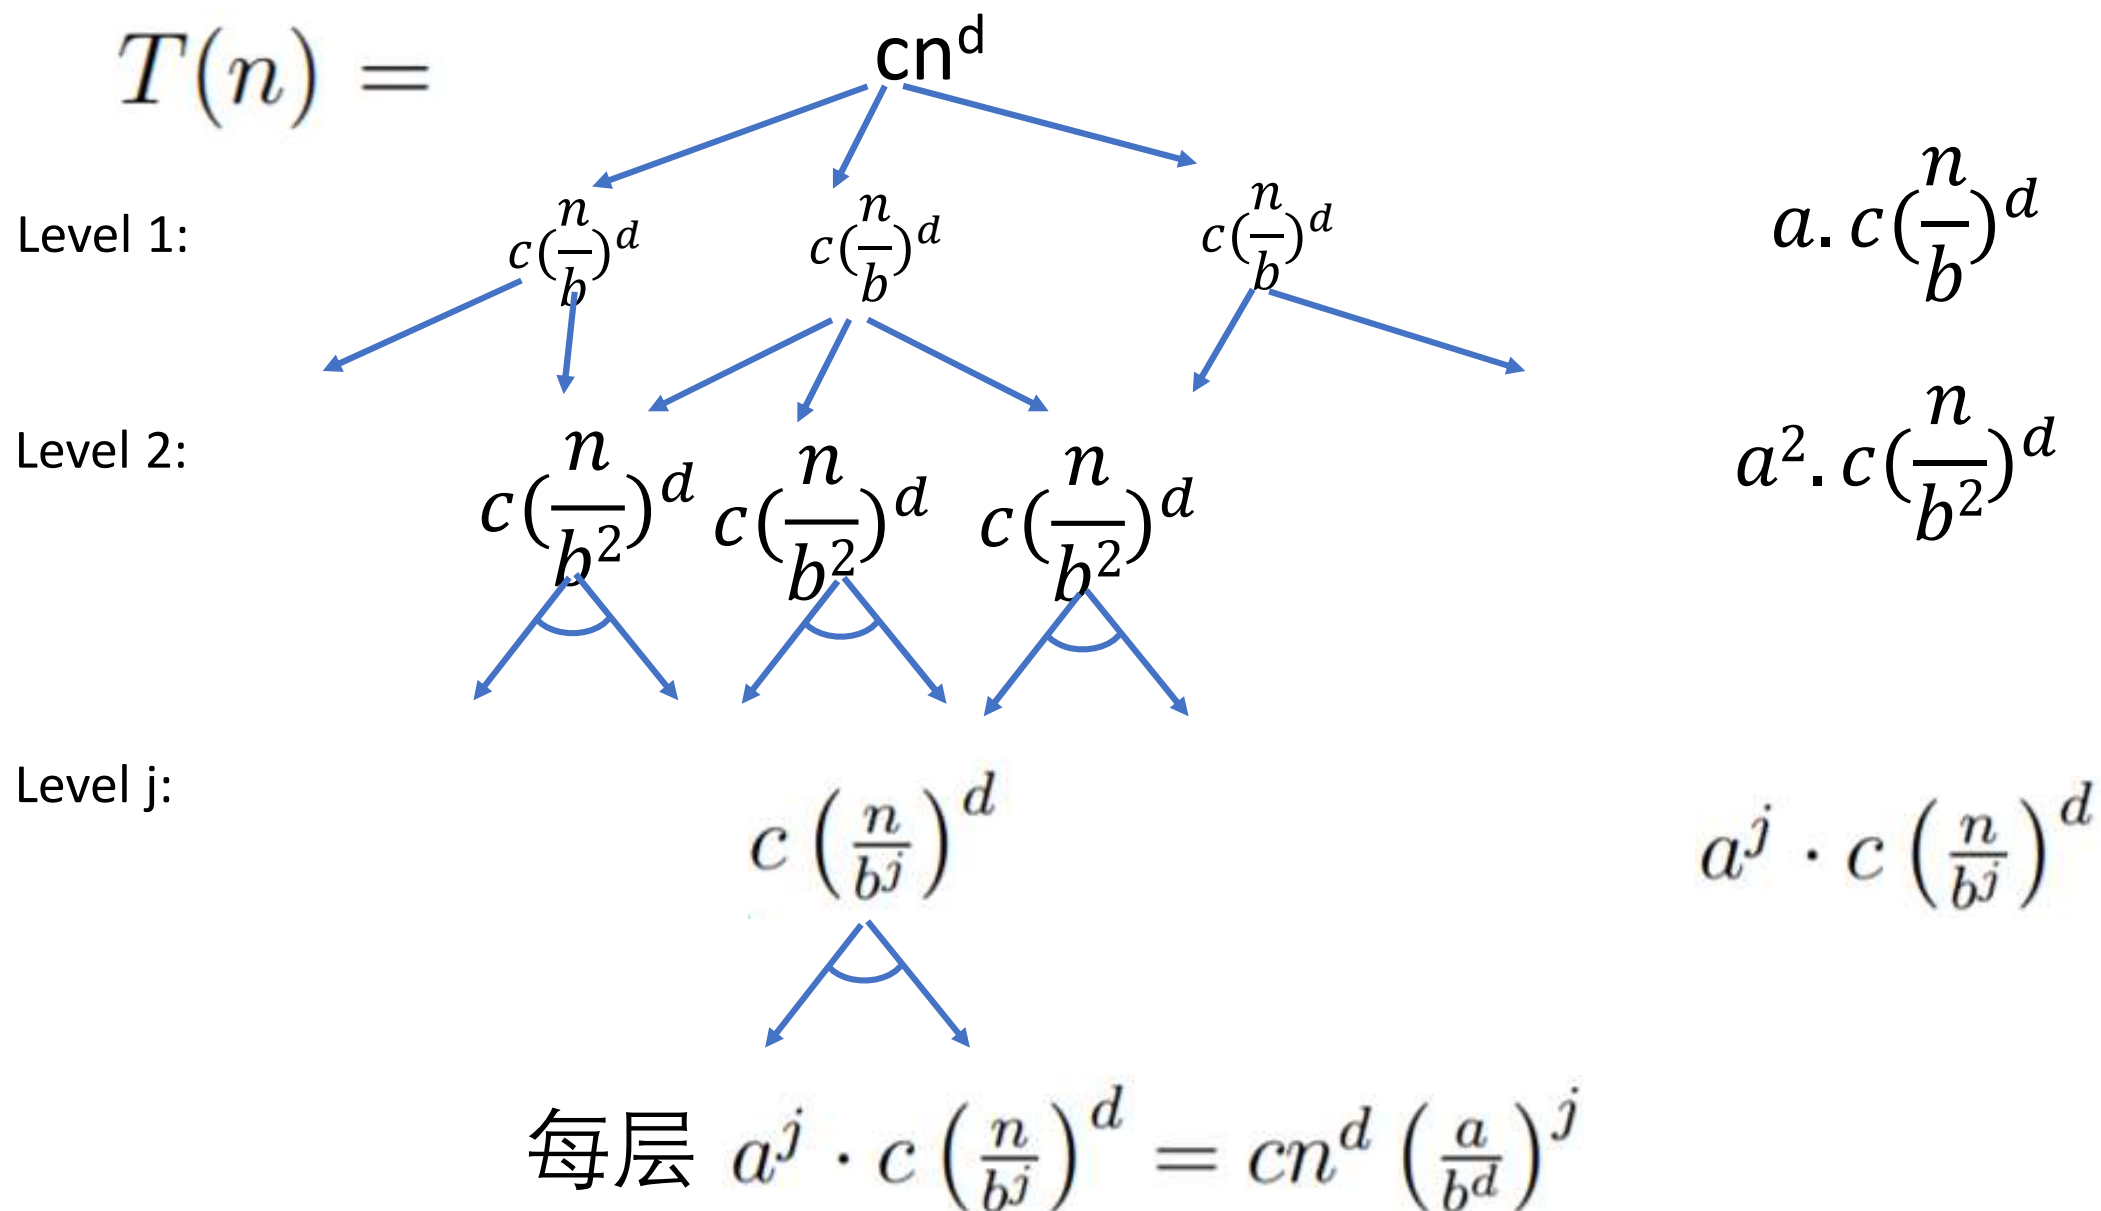 T(n) = cn^d
Level 1: c(n/b)^d c(n/b)^d c(n/b)^d a. c(n/b)^d
Level 2: c(n/b^2)^d c(n/b^2)^d c(n/b^2)^d a^2. c(n/b^2)^d
Level j: c(n/b^j)^d a^j · c(n/b^j)^d
每层 a^j · c(n/b^j)^d = cn^d(a/b^d)^j